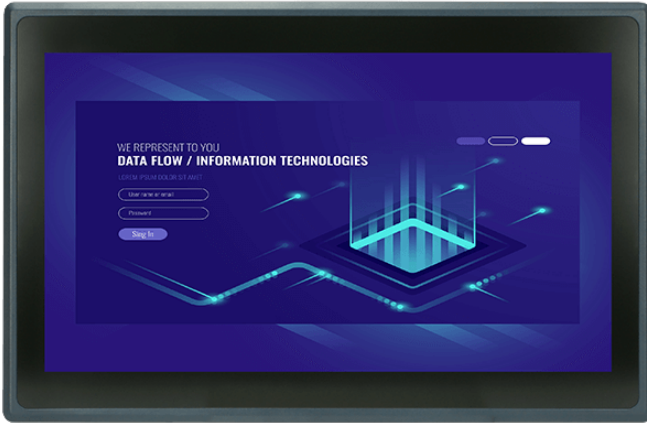 WE REPRESENT TO YOU
DATA FLOW / INFORMATION TECHNOLOGIES
LOREM IPSUM DOLOR SIT AMET
User name or email
Password
Sing In